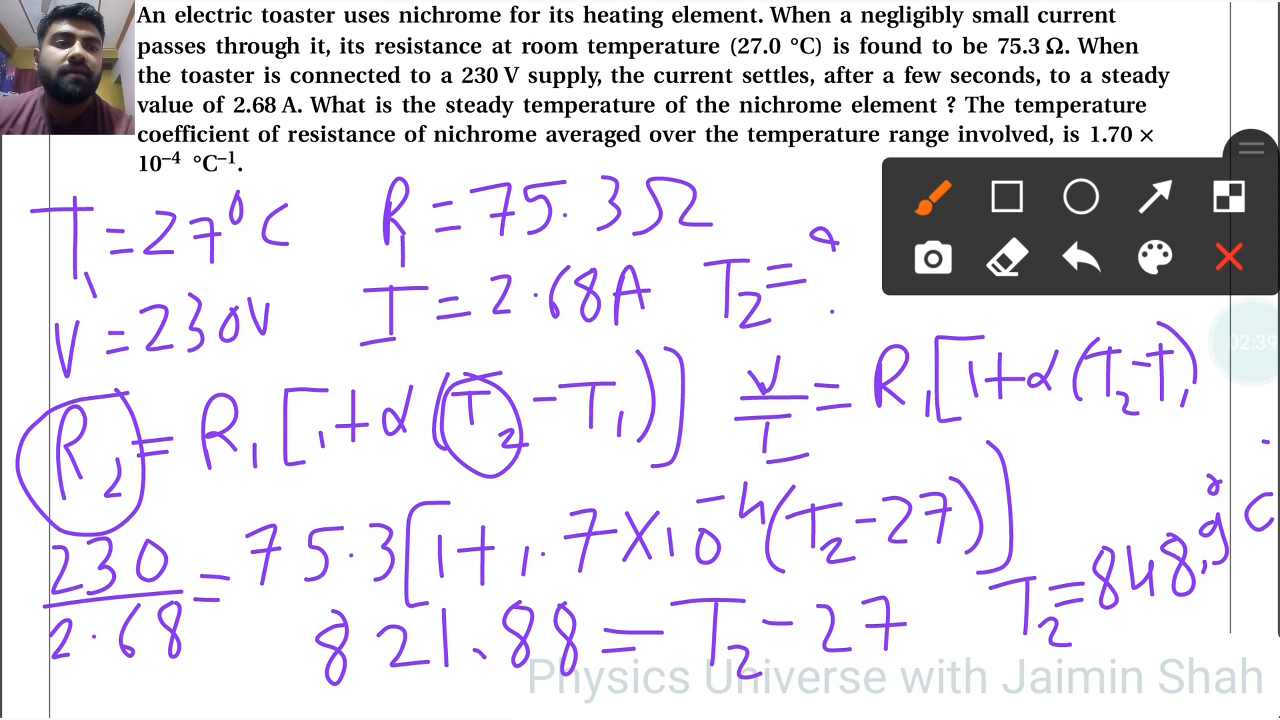 An electric toaster uses nichrome for its heating element. When a negligibly small current
passes through it, its resistance at room temperature (27.0 °C) is found to be 75.3 Ω. When
the toaster is connected to a 230 V supply, the current settles, after a few seconds, to a steady
value of 2.68 A. What is the steady temperature of the nichrome element ? The temperature
coefficient of resistance of nichrome averaged over the temperature range involved, is 1.70 ×
10⁻⁴ °C⁻¹.
T₁ = 27°C R₁ = 75.3Ω
V = 230V I = 2.68A T₂ = ?
02:39
R₂ = R₁[1+α(T₂-T₁)] V/I = R₁[1+α(T₂-T₁)
230/2.68 = 75.3[1+1.7×10⁻⁴(T₂-27)]
821.88 = T₂-27 T₂ = 848.9°C
Physics Universe with Jaimin Shah